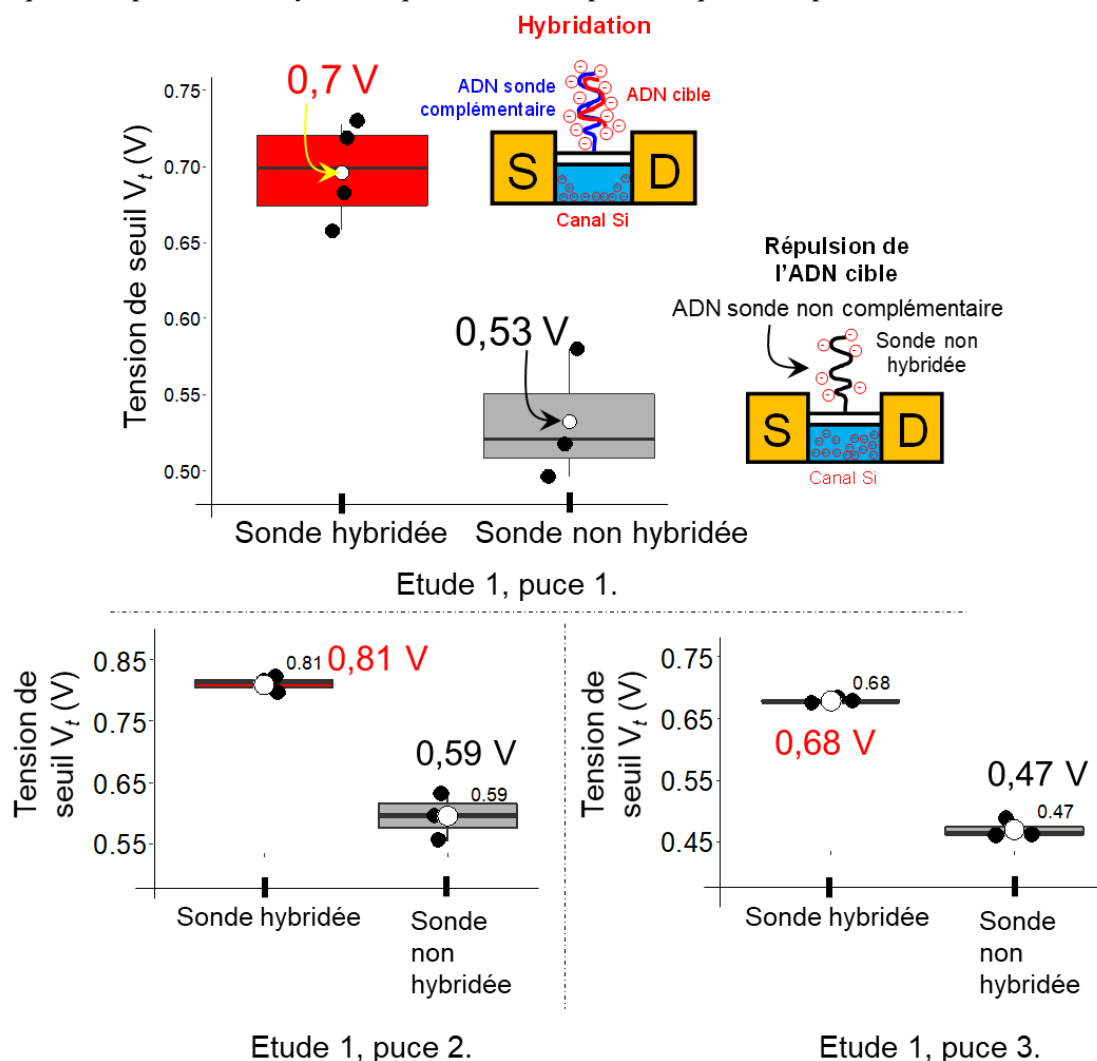 Hybridation
0,7 V
ADN sonde
complémentaire
ADN cible
S
D
Canal Si
Tension de seuil Vt (V)
0.75
0.70
0.65
0.60
0.55
0.50
0,53 V
Répulsion de
l'ADN cible
ADN sonde non complémentaire
Sonde non
hybridée
S
D
Canal Si
Sonde hybridée
Sonde non hybridée
Etude 1, puce 1.
Tension de
seuil Vt (V)
0.85
0.75
0.65
0.55
0.81
0,81 V
0,59 V
0.59
Sonde hybridée
Sonde
non
hybridée
Etude 1, puce 2.
Tension de
seuil Vt (V)
0.75
0.65
0.55
0.45
0.68
0,68 V
0,47 V
0.47
Sonde hybridée
Sonde
non
hybridée
Etude 1, puce 3.